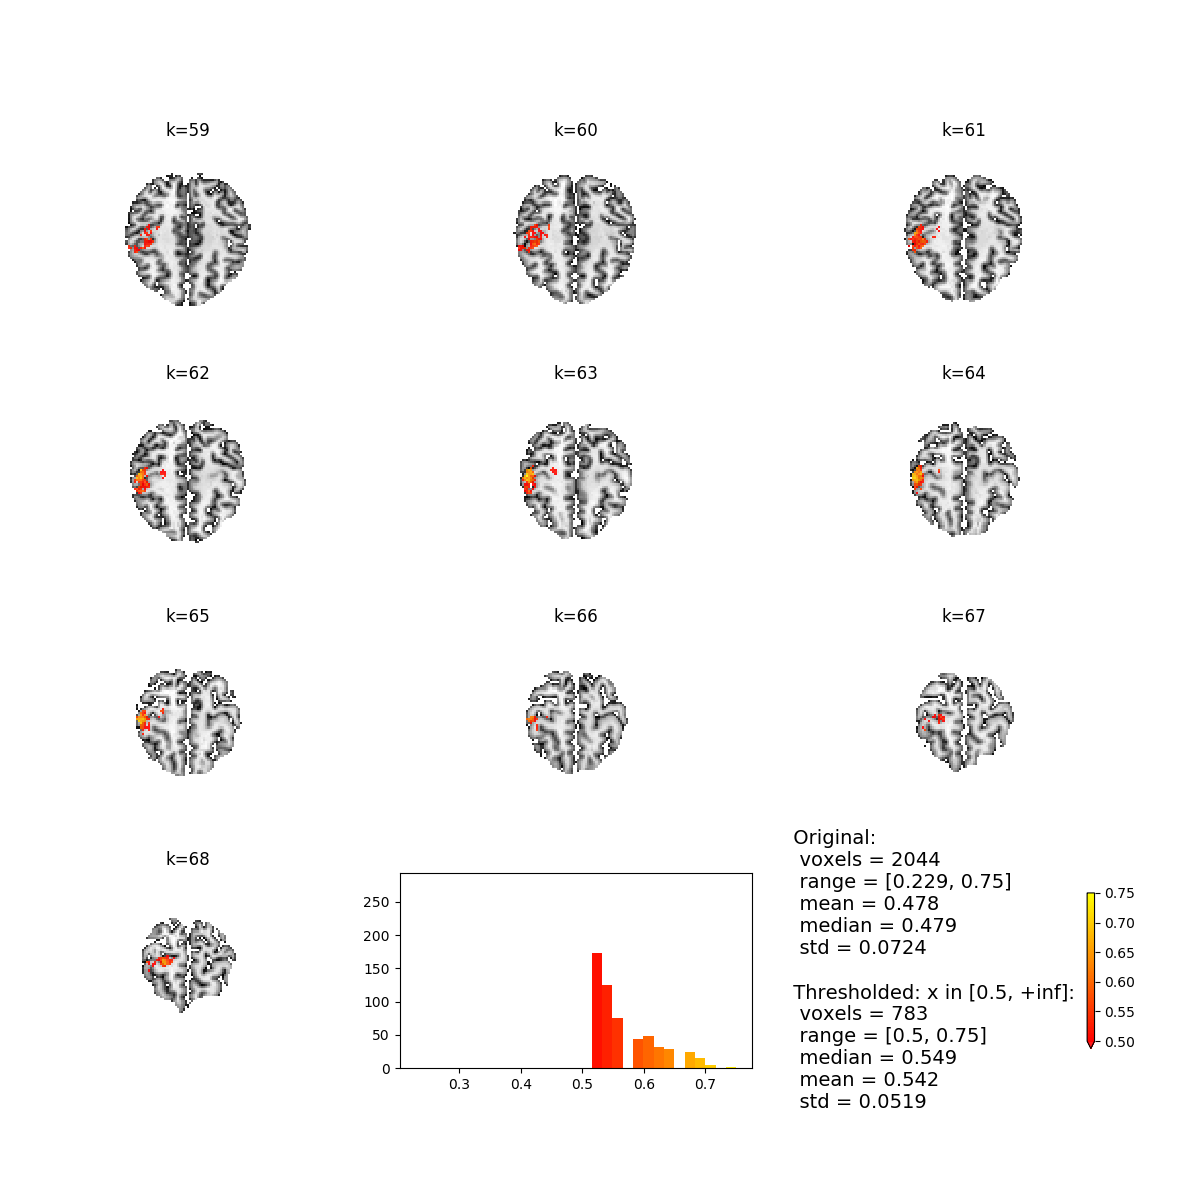 k=59
k=60
k=61
k=62
k=63
k=64
k=65
k=66
k=67
k=68
250
200
150
100
50
0
0.3
0.4
0.5
0.6
0.7
Original:
voxels = 2044
range = [0.229, 0.75]
mean = 0.478
median = 0.479
std = 0.0724
Thresholded: x in [0.5, +inf]:
voxels = 783
range = [0.5, 0.75]
median = 0.549
mean = 0.542
std = 0.0519
0.75
0.70
0.65
0.60
0.55
0.50